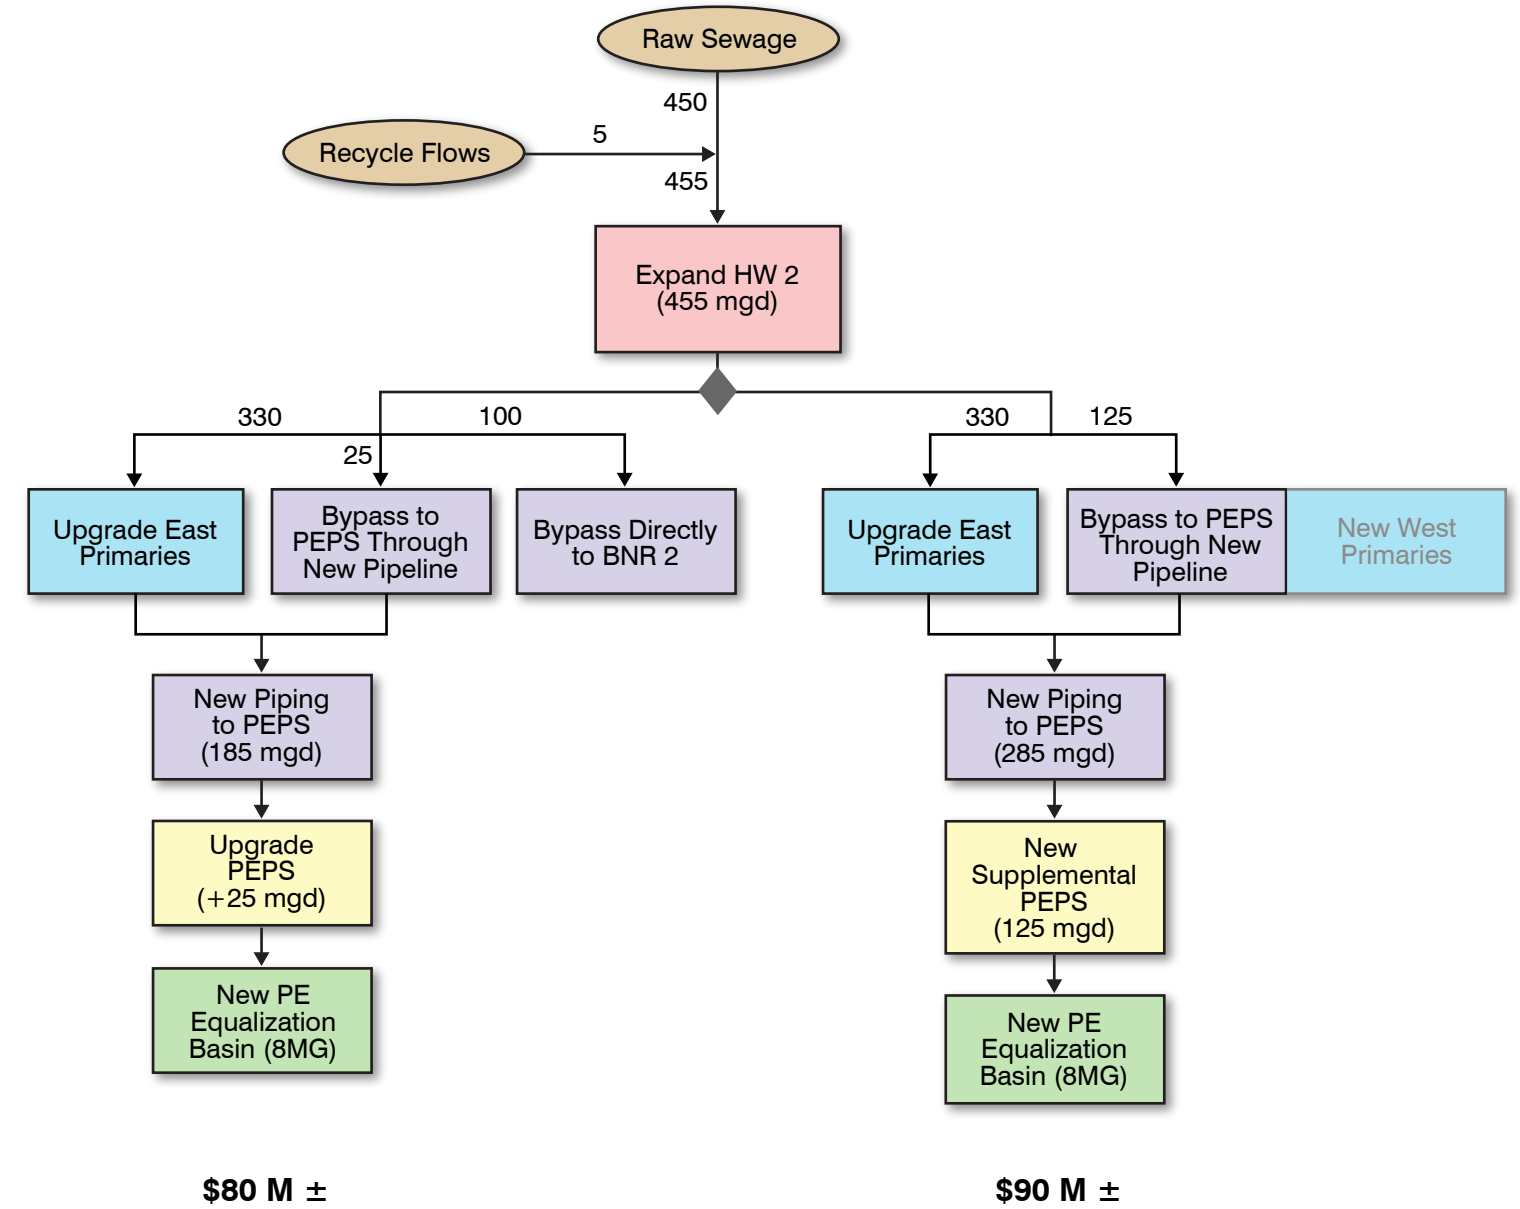 Raw Sewage
450
Recycle Flows
5
455
Expand HW 2
(455 mgd)
330
100
25
330
125
Upgrade East
Primaries
Bypass to
PEPS Through
New Pipeline
Bypass Directly
to BNR 2
Upgrade East
Primaries
Bypass to PEPS
Through New
Pipeline
New West
Primaries
New Piping
to PEPS
(185 mgd)
Upgrade
PEPS
(+25 mgd)
New PE
Equalization
Basin (8MG)
New Piping
to PEPS
(285 mgd)
New
Supplemental
PEPS
(125 mgd)
New PE
Equalization
Basin (8MG)
$80 M ±
$90 M ±